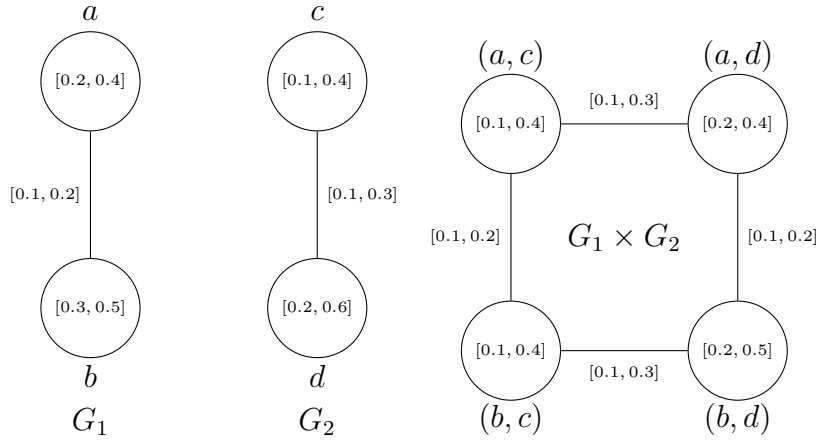 a
c
(a, c)
(a, d)
[0.2, 0.4]
[0.1, 0.4]
[0.1, 0.4]
[0.1, 0.3]
[0.2, 0.4]
[0.1, 0.2]
[0.1, 0.3]
[0.1, 0.2]
G₁ × G₂
[0.1, 0.2]
[0.3, 0.5]
[0.2, 0.6]
[0.1, 0.4]
[0.1, 0.3]
[0.2, 0.5]
b
d
(b, c)
(b, d)
G₁
G₂